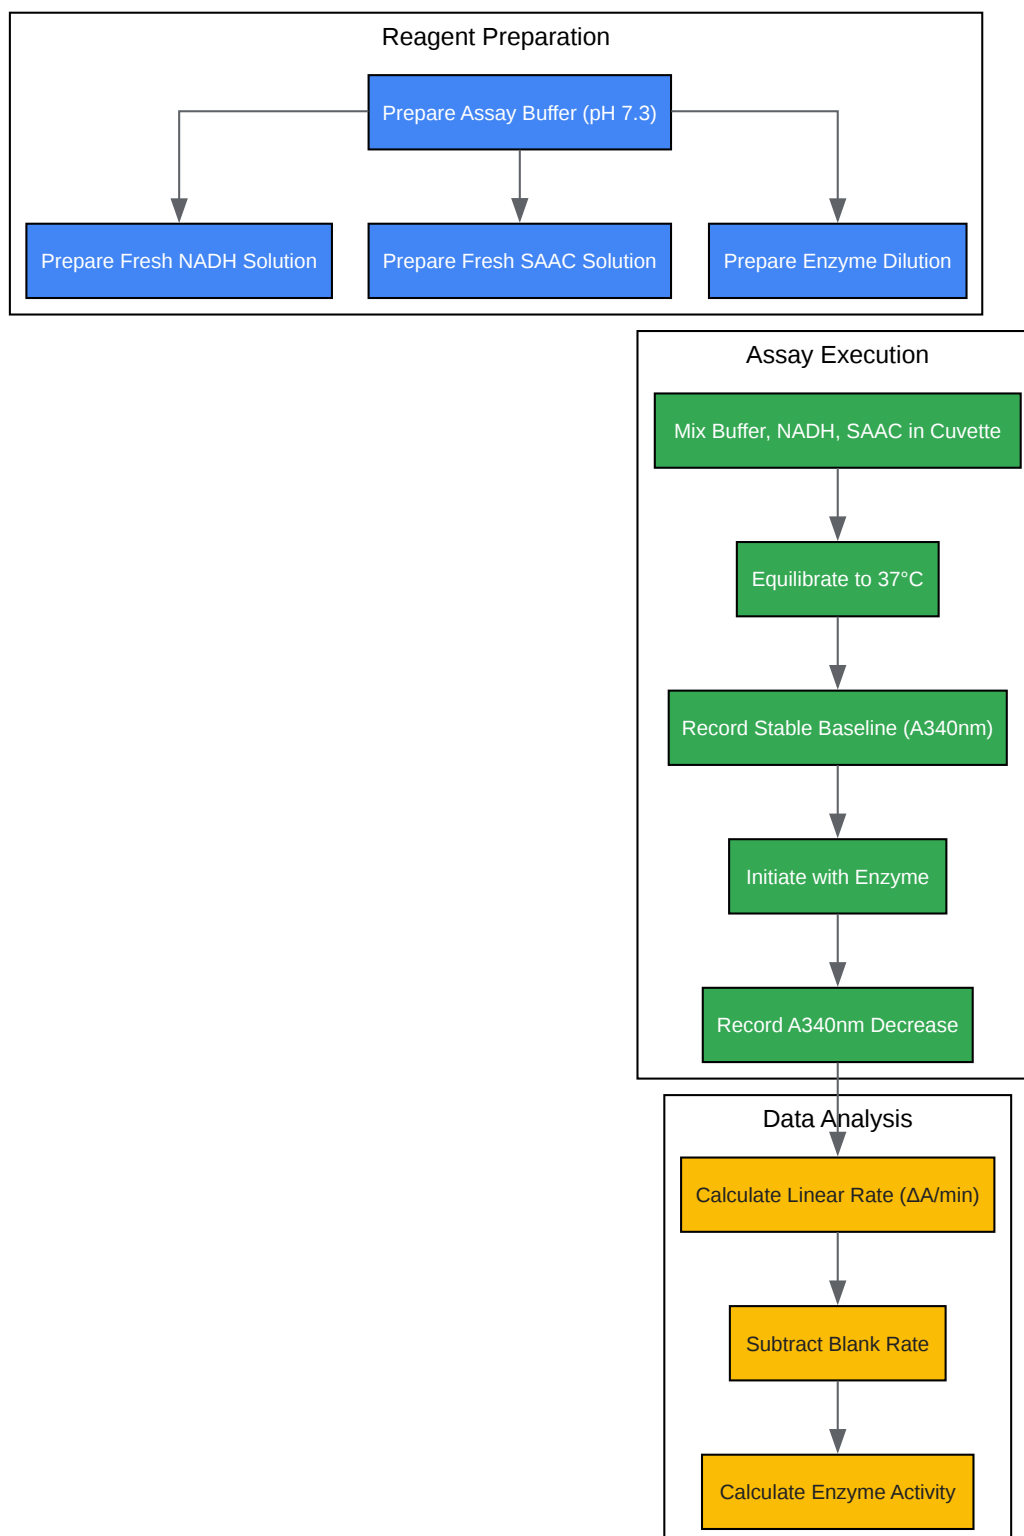 Reagent Preparation
Prepare Assay Buffer (pH 7.3)
Prepare Fresh NADH Solution
Prepare Fresh SAAC Solution
Prepare Enzyme Dilution
Assay Execution
Mix Buffer, NADH, SAAC in Cuvette
Equilibrate to 37°C
Record Stable Baseline (A340nm)
Initiate with Enzyme
Record A340nm Decrease
Data Analysis
Calculate Linear Rate (ΔA/min)
Subtract Blank Rate
Calculate Enzyme Activity